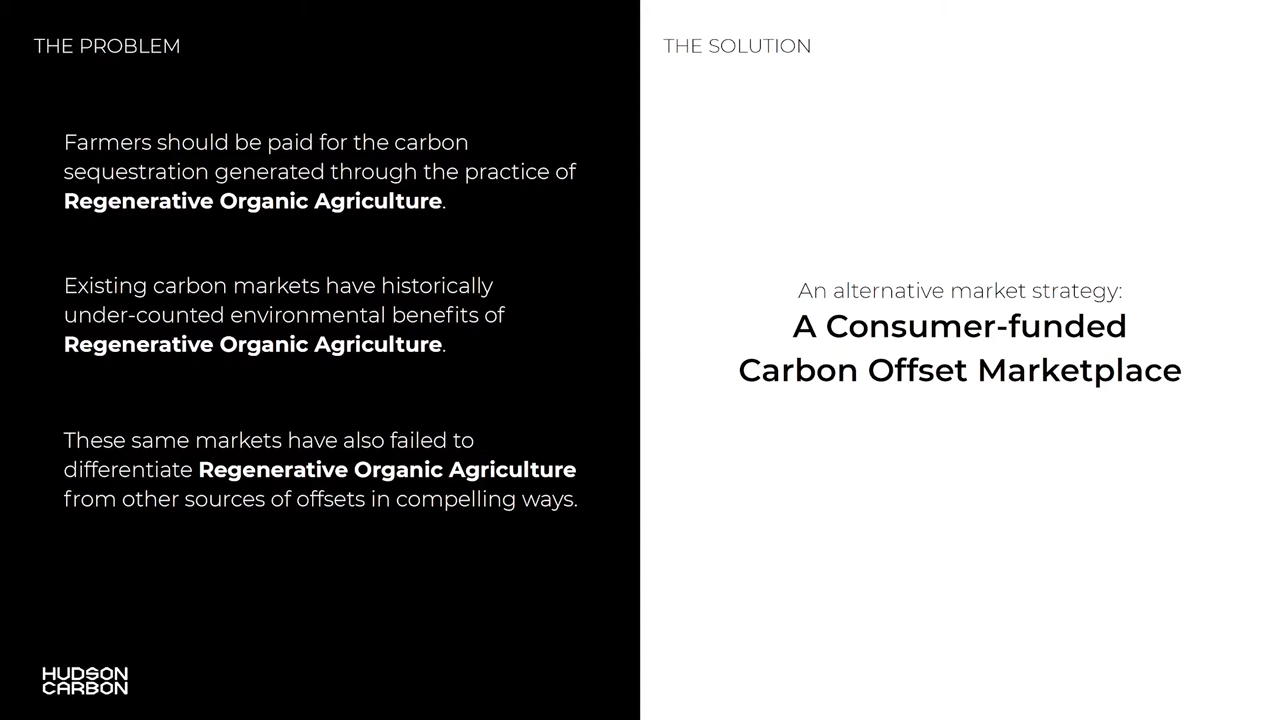 THE PROBLEM
Farmers should be paid for the carbon
sequestration generated through the practice of
Regenerative Organic Agriculture.
Existing carbon markets have historically
under-counted environmental benefits of
Regenerative Organic Agriculture.
These same markets have also failed to
differentiate Regenerative Organic Agriculture
from other sources of offsets in compelling ways.
HUDSON
CARBON
THE SOLUTION
An alternative market strategy:
A Consumer-funded
Carbon Offset Marketplace